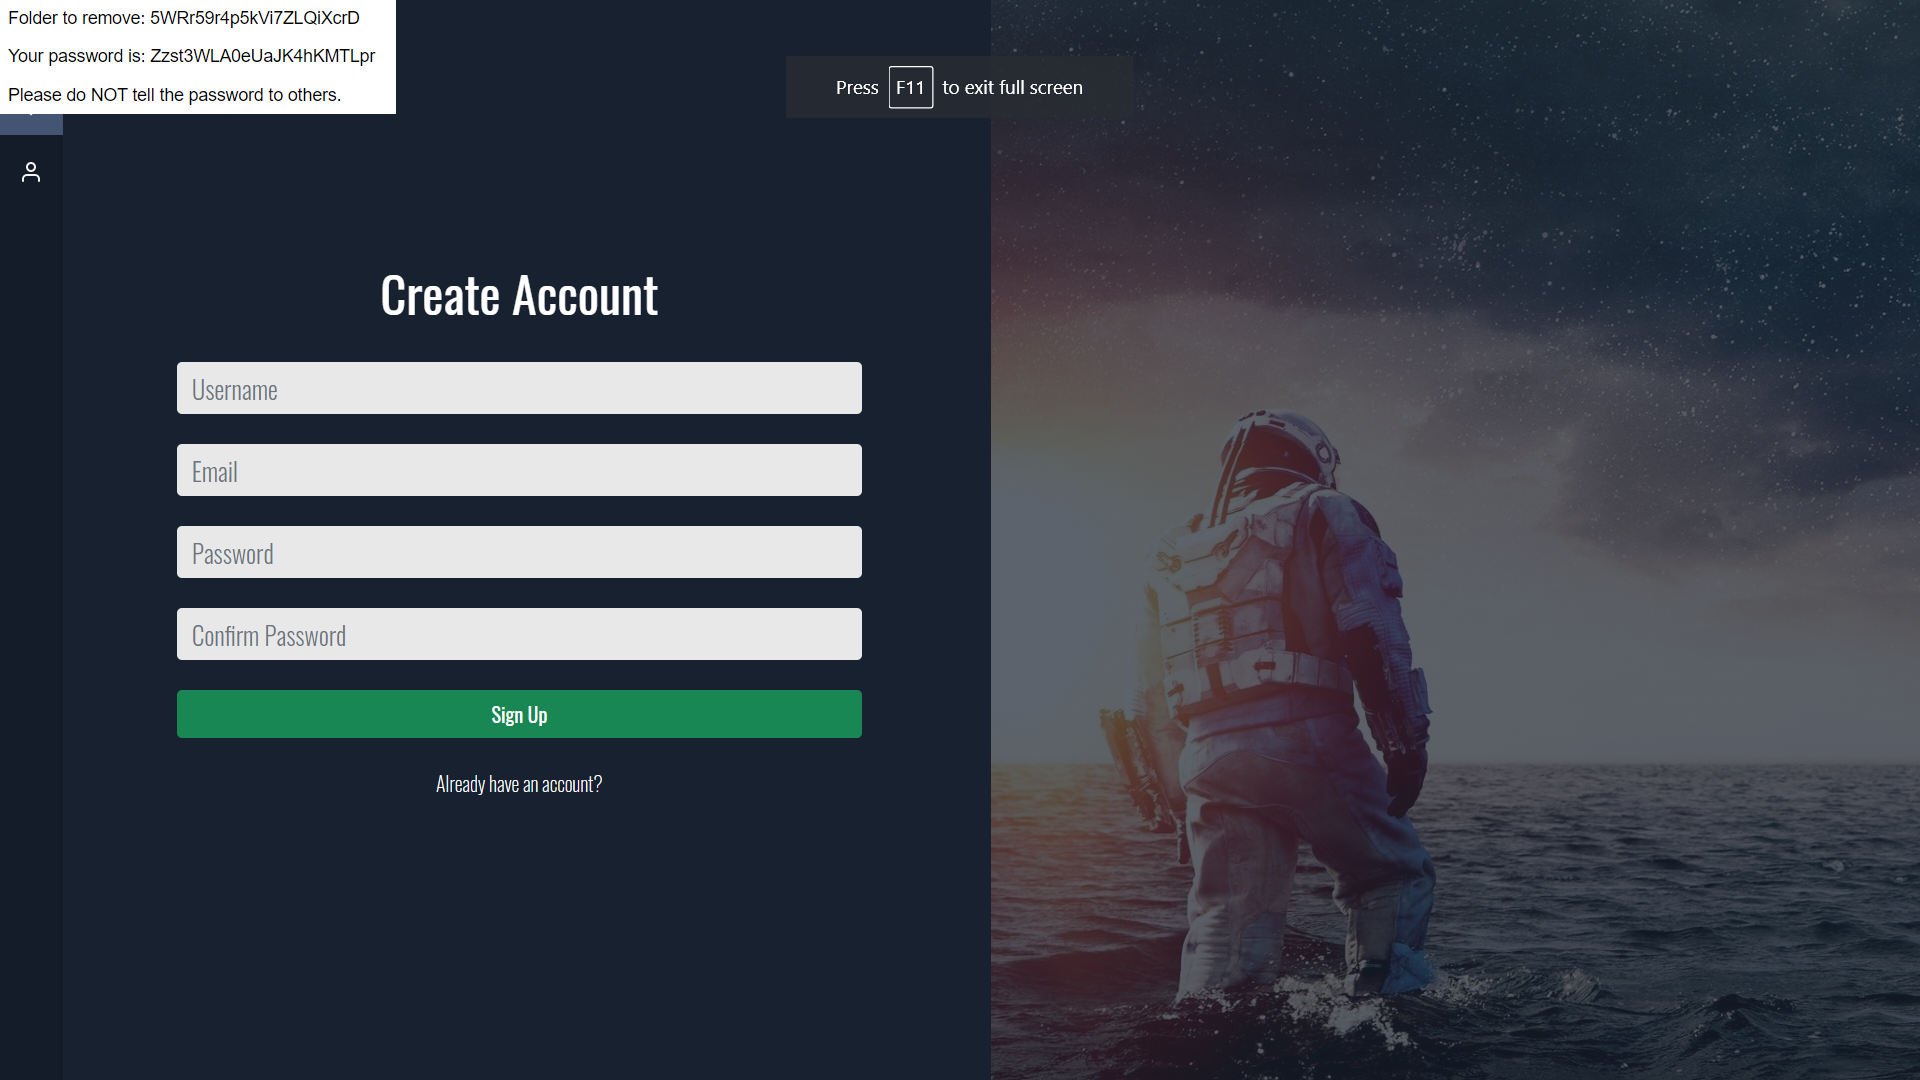 Folder to remove: 5WRr59r4p5kVi7ZLQiXcrD
Your password is: Zzst3WLA0eUaJK4hKMTLpr
Please do NOT tell the password to others.
Press F11 to exit full screen
Create Account
Username
Email
Password
Confirm Password
Sign Up
Already have an account?